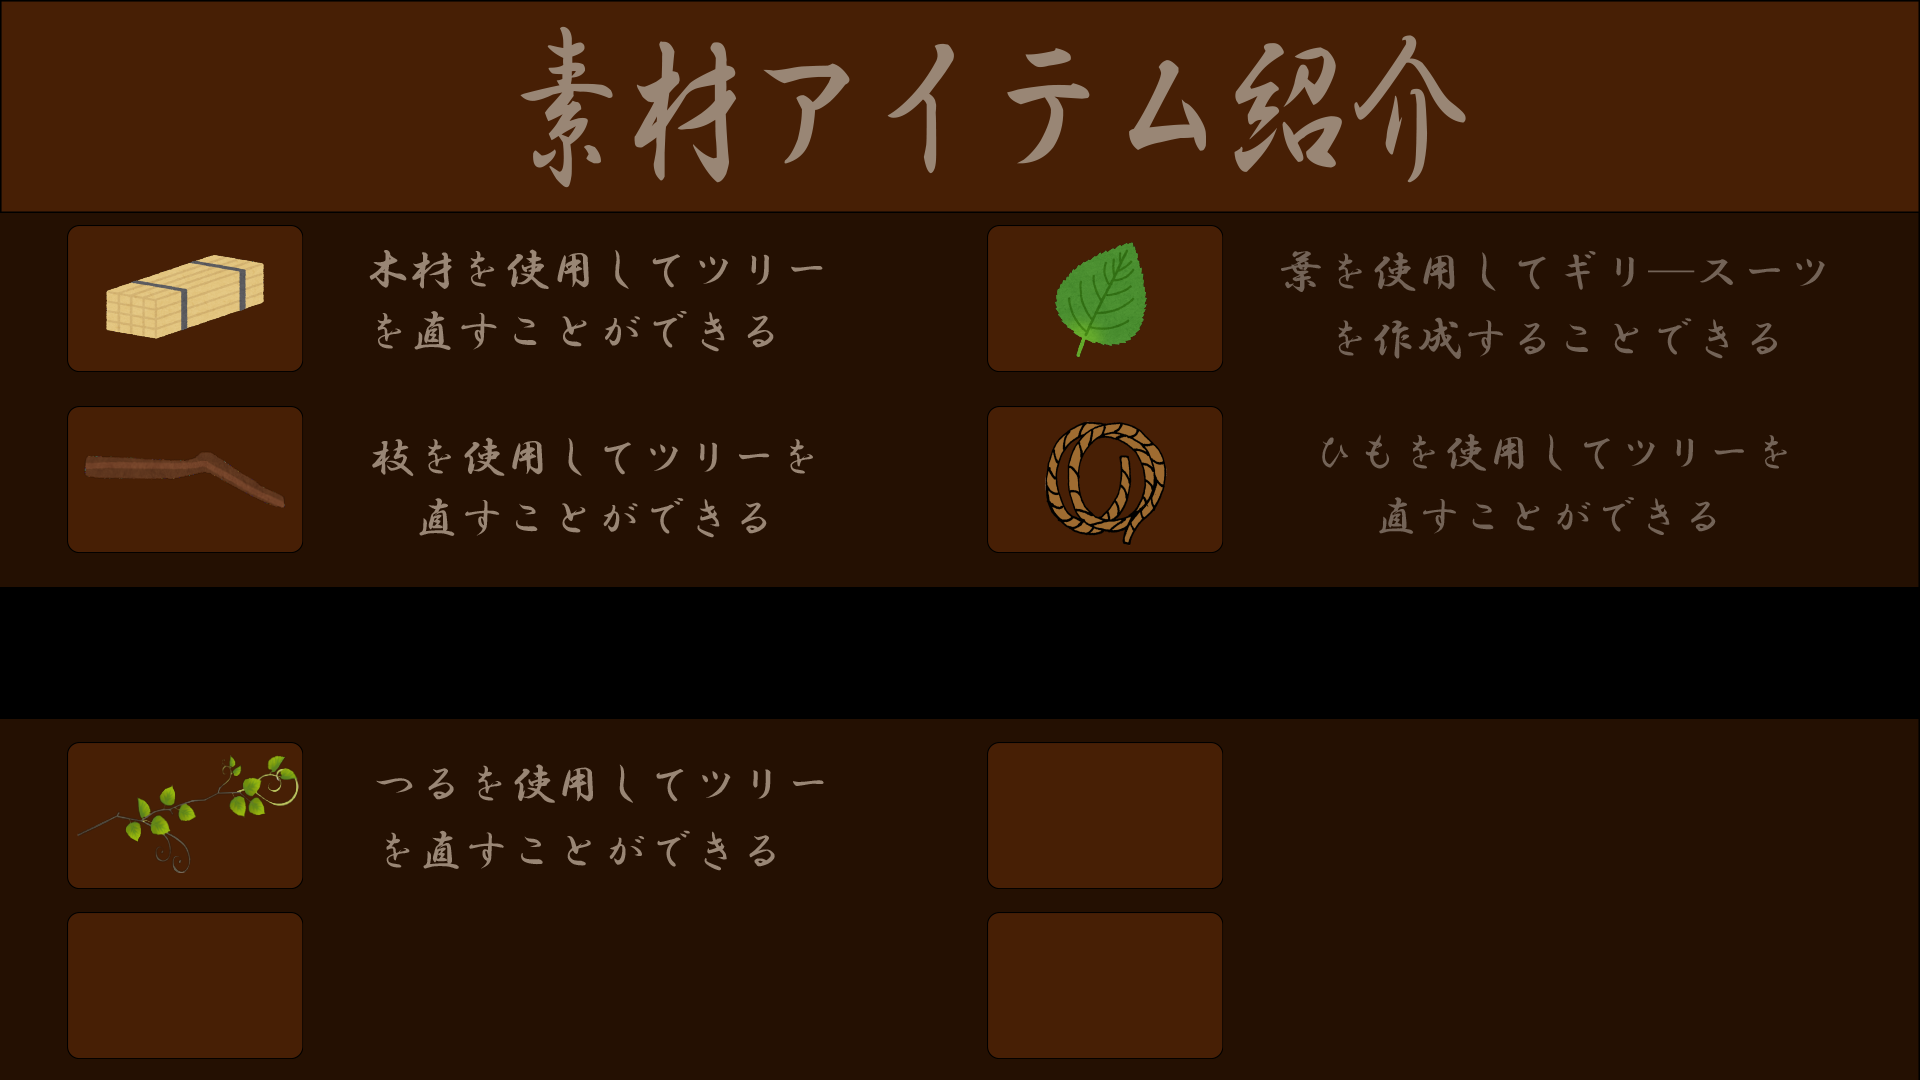 素材アイテム紹介
木材を使用してツリー
を直すことができる
葉を使用してギリ―スーツ
を作成することできる
枝を使用してツリーを
直すことができる
ひもを使用してツリーを
直すことができる
つるを使用してツリー
を直すことができる